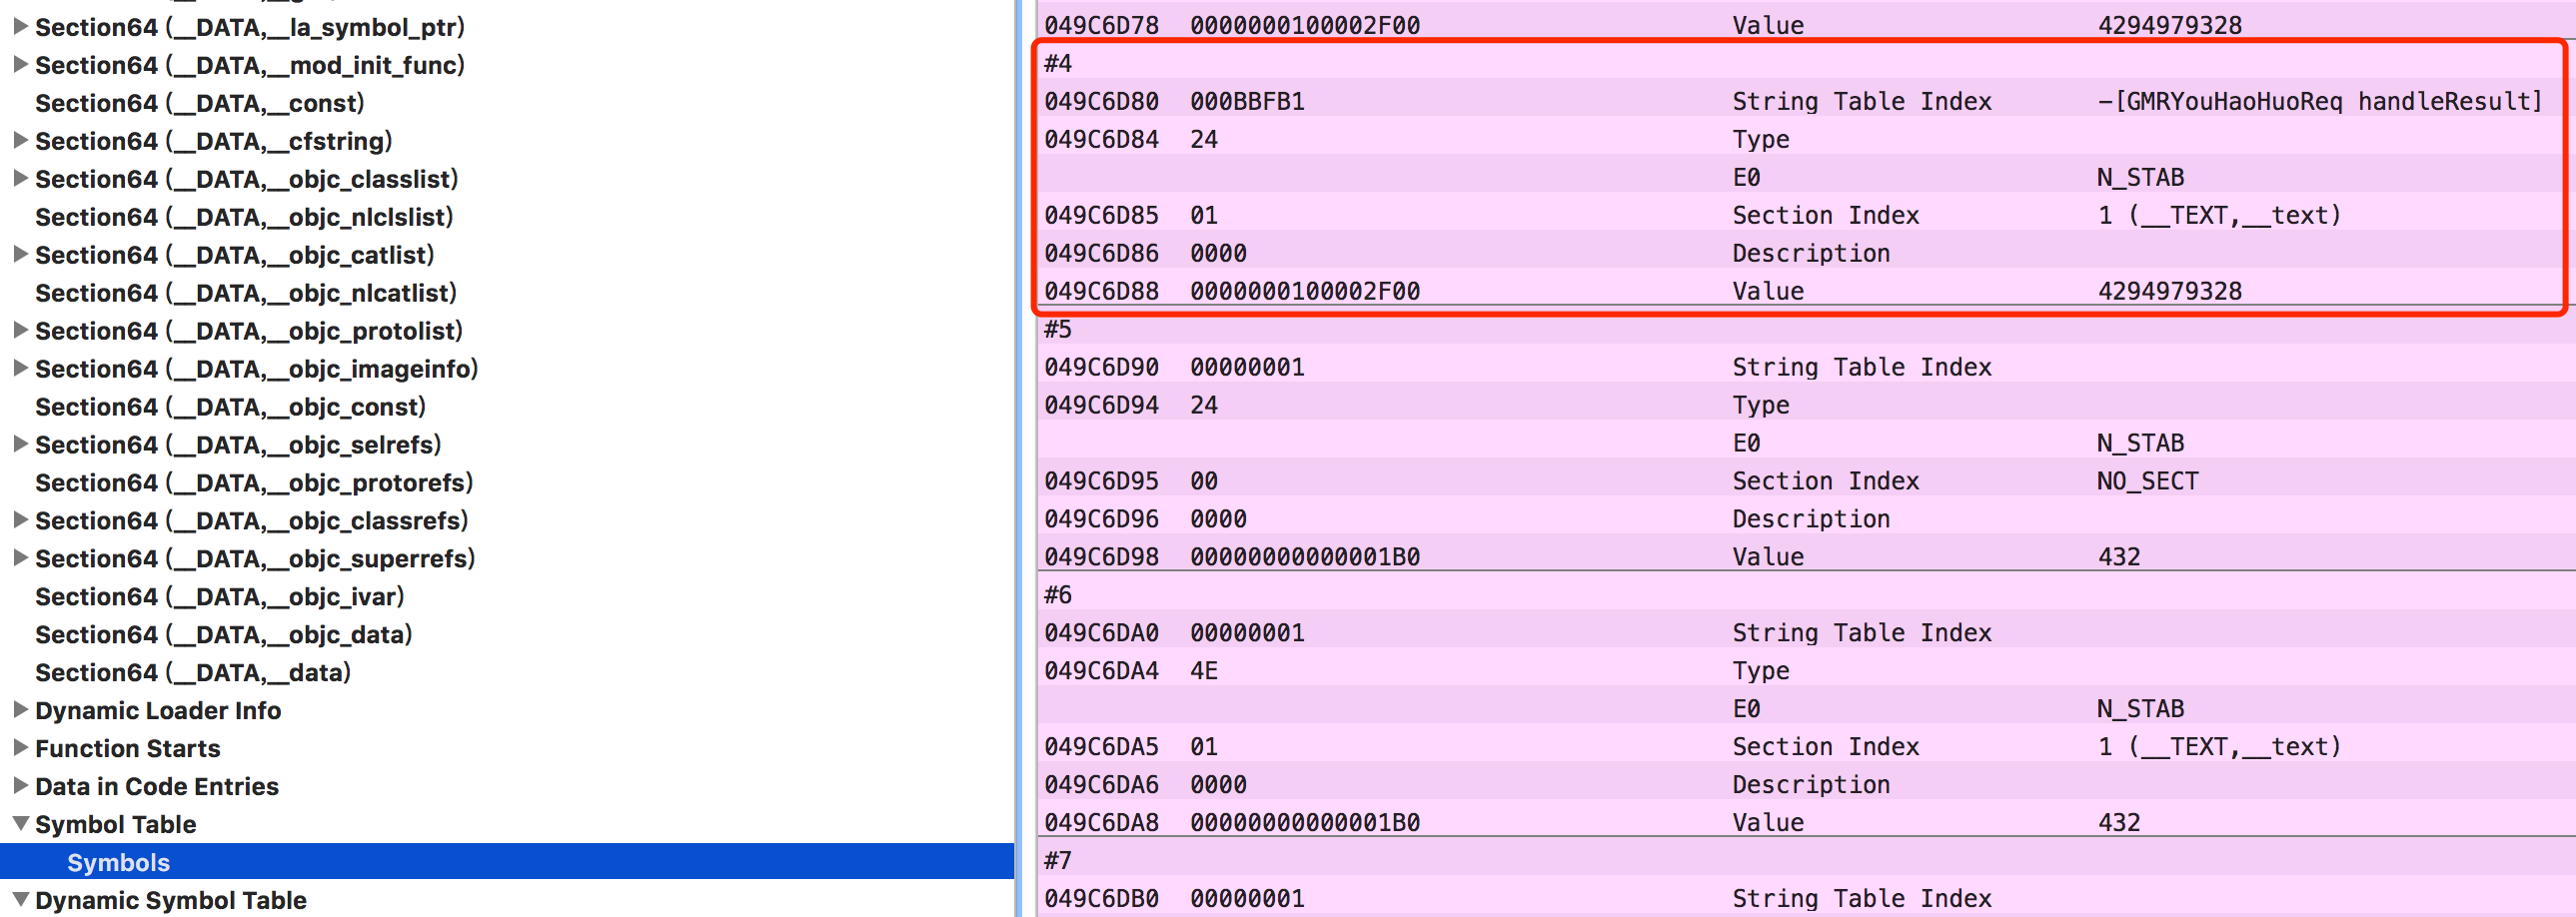 Section64 (__DATA,__la_symbol_ptr)
Section64 (__DATA,__mod_init_func)
Section64 (__DATA,__const)
Section64 (__DATA,__cfstring)
Section64 (__DATA,__objc_classlist)
Section64 (__DATA,__objc_nlclslist)
Section64 (__DATA,__objc_catlist)
Section64 (__DATA,__objc_nlcatlist)
Section64 (__DATA,__objc_protolist)
Section64 (__DATA,__objc_imageinfo)
Section64 (__DATA,__objc_const)
Section64 (__DATA,__objc_selrefs)
Section64 (__DATA,__objc_protorefs)
Section64 (__DATA,__objc_classrefs)
Section64 (__DATA,__objc_superrefs)
Section64 (__DATA,__objc_ivar)
Section64 (__DATA,__objc_data)
Section64 (__DATA,__data)
Dynamic Loader Info
Function Starts
Data in Code Entries
Symbol Table
Symbols
Dynamic Symbol Table
049C6D78 0000000100002F00 Value 4294979328
#4
049C6D80 000BBFB1 String Table Index -[GMRYouHaoHuoReq handleResult]
049C6D84 24 Type
E0 N_STAB
049C6D85 01 Section Index 1 (__TEXT,__text)
049C6D86 0000 Description
049C6D88 0000000100002F00 Value 4294979328
#5
049C6D90 00000001 String Table Index
049C6D94 24 Type
E0 N_STAB
049C6D95 00 Section Index NO_SECT
049C6D96 0000 Description
049C6D98 00000000000001B0 Value 432
#6
049C6DA0 00000001 String Table Index
049C6DA4 4E Type
E0 N_STAB
049C6DA5 01 Section Index 1 (__TEXT,__text)
049C6DA6 0000 Description
049C6DA8 00000000000001B0 Value 432
#7
049C6DB0 00000001 String Table Index